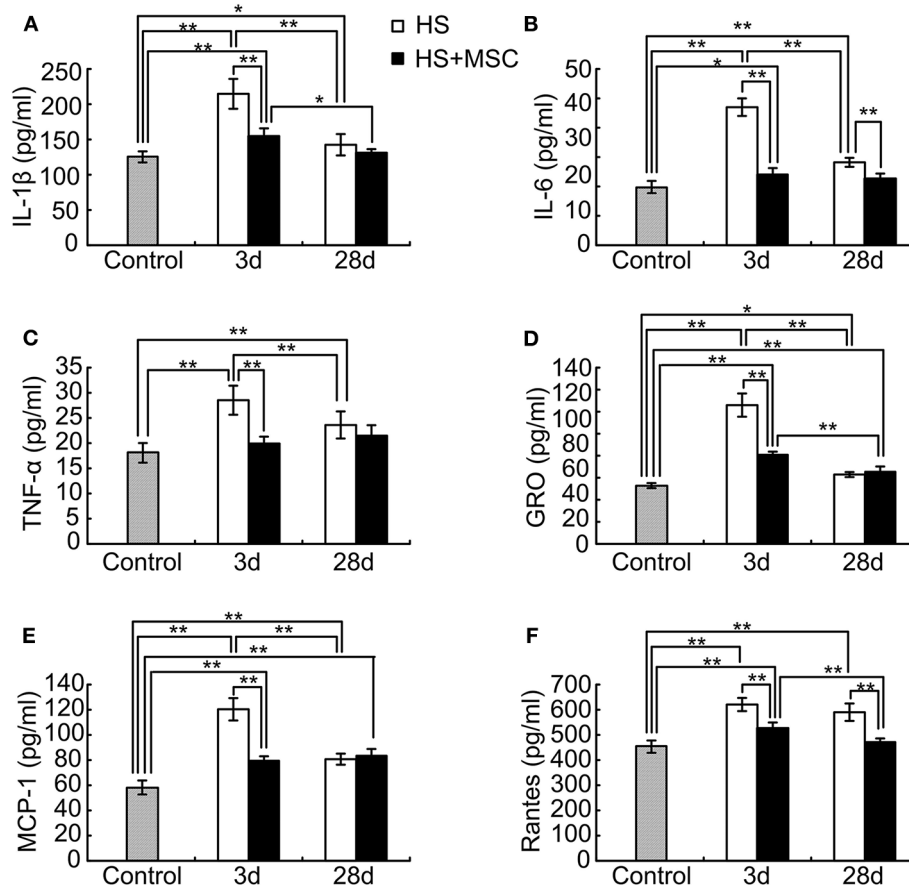 A
*
**
**
**
**
*
HS
HS+MSC
IL-1β (pg/ml)
250
200
150
100
50
0
Control
3d
28d
B
**
**
**
*
**
**
IL-6 (pg/ml)
50
40
30
20
10
0
Control
3d
28d
C
**
**
**
**
TNF-α (pg/ml)
35
30
25
20
15
10
5
0
Control
3d
28d
D
*
**
**
**
**
**
**
GRO (pg/ml)
140
120
100
80
60
40
20
0
Control
3d
28d
E
**
**
**
**
**
**
MCP-1 (pg/ml)
140
120
100
80
60
40
20
0
Control
3d
28d
F
**
**
**
**
**
**
Rantes (pg/ml)
700
600
500
400
300
200
100
0
Control
3d
28d